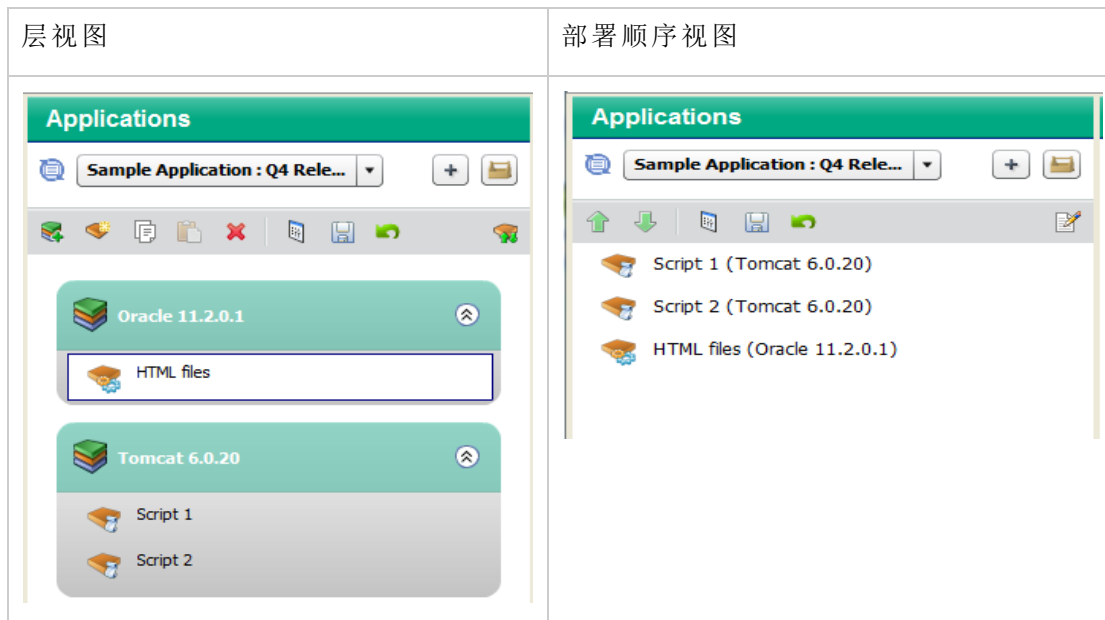 层视图
部署顺序视图
Applications
Sample Application : Q4 Rele...
Oracle 11.2.0.1
HTML files
Tomcat 6.0.20
Script 1
Script 2
Applications
Sample Application : Q4 Rele...
Script 1 (Tomcat 6.0.20)
Script 2 (Tomcat 6.0.20)
HTML files (Oracle 11.2.0.1)